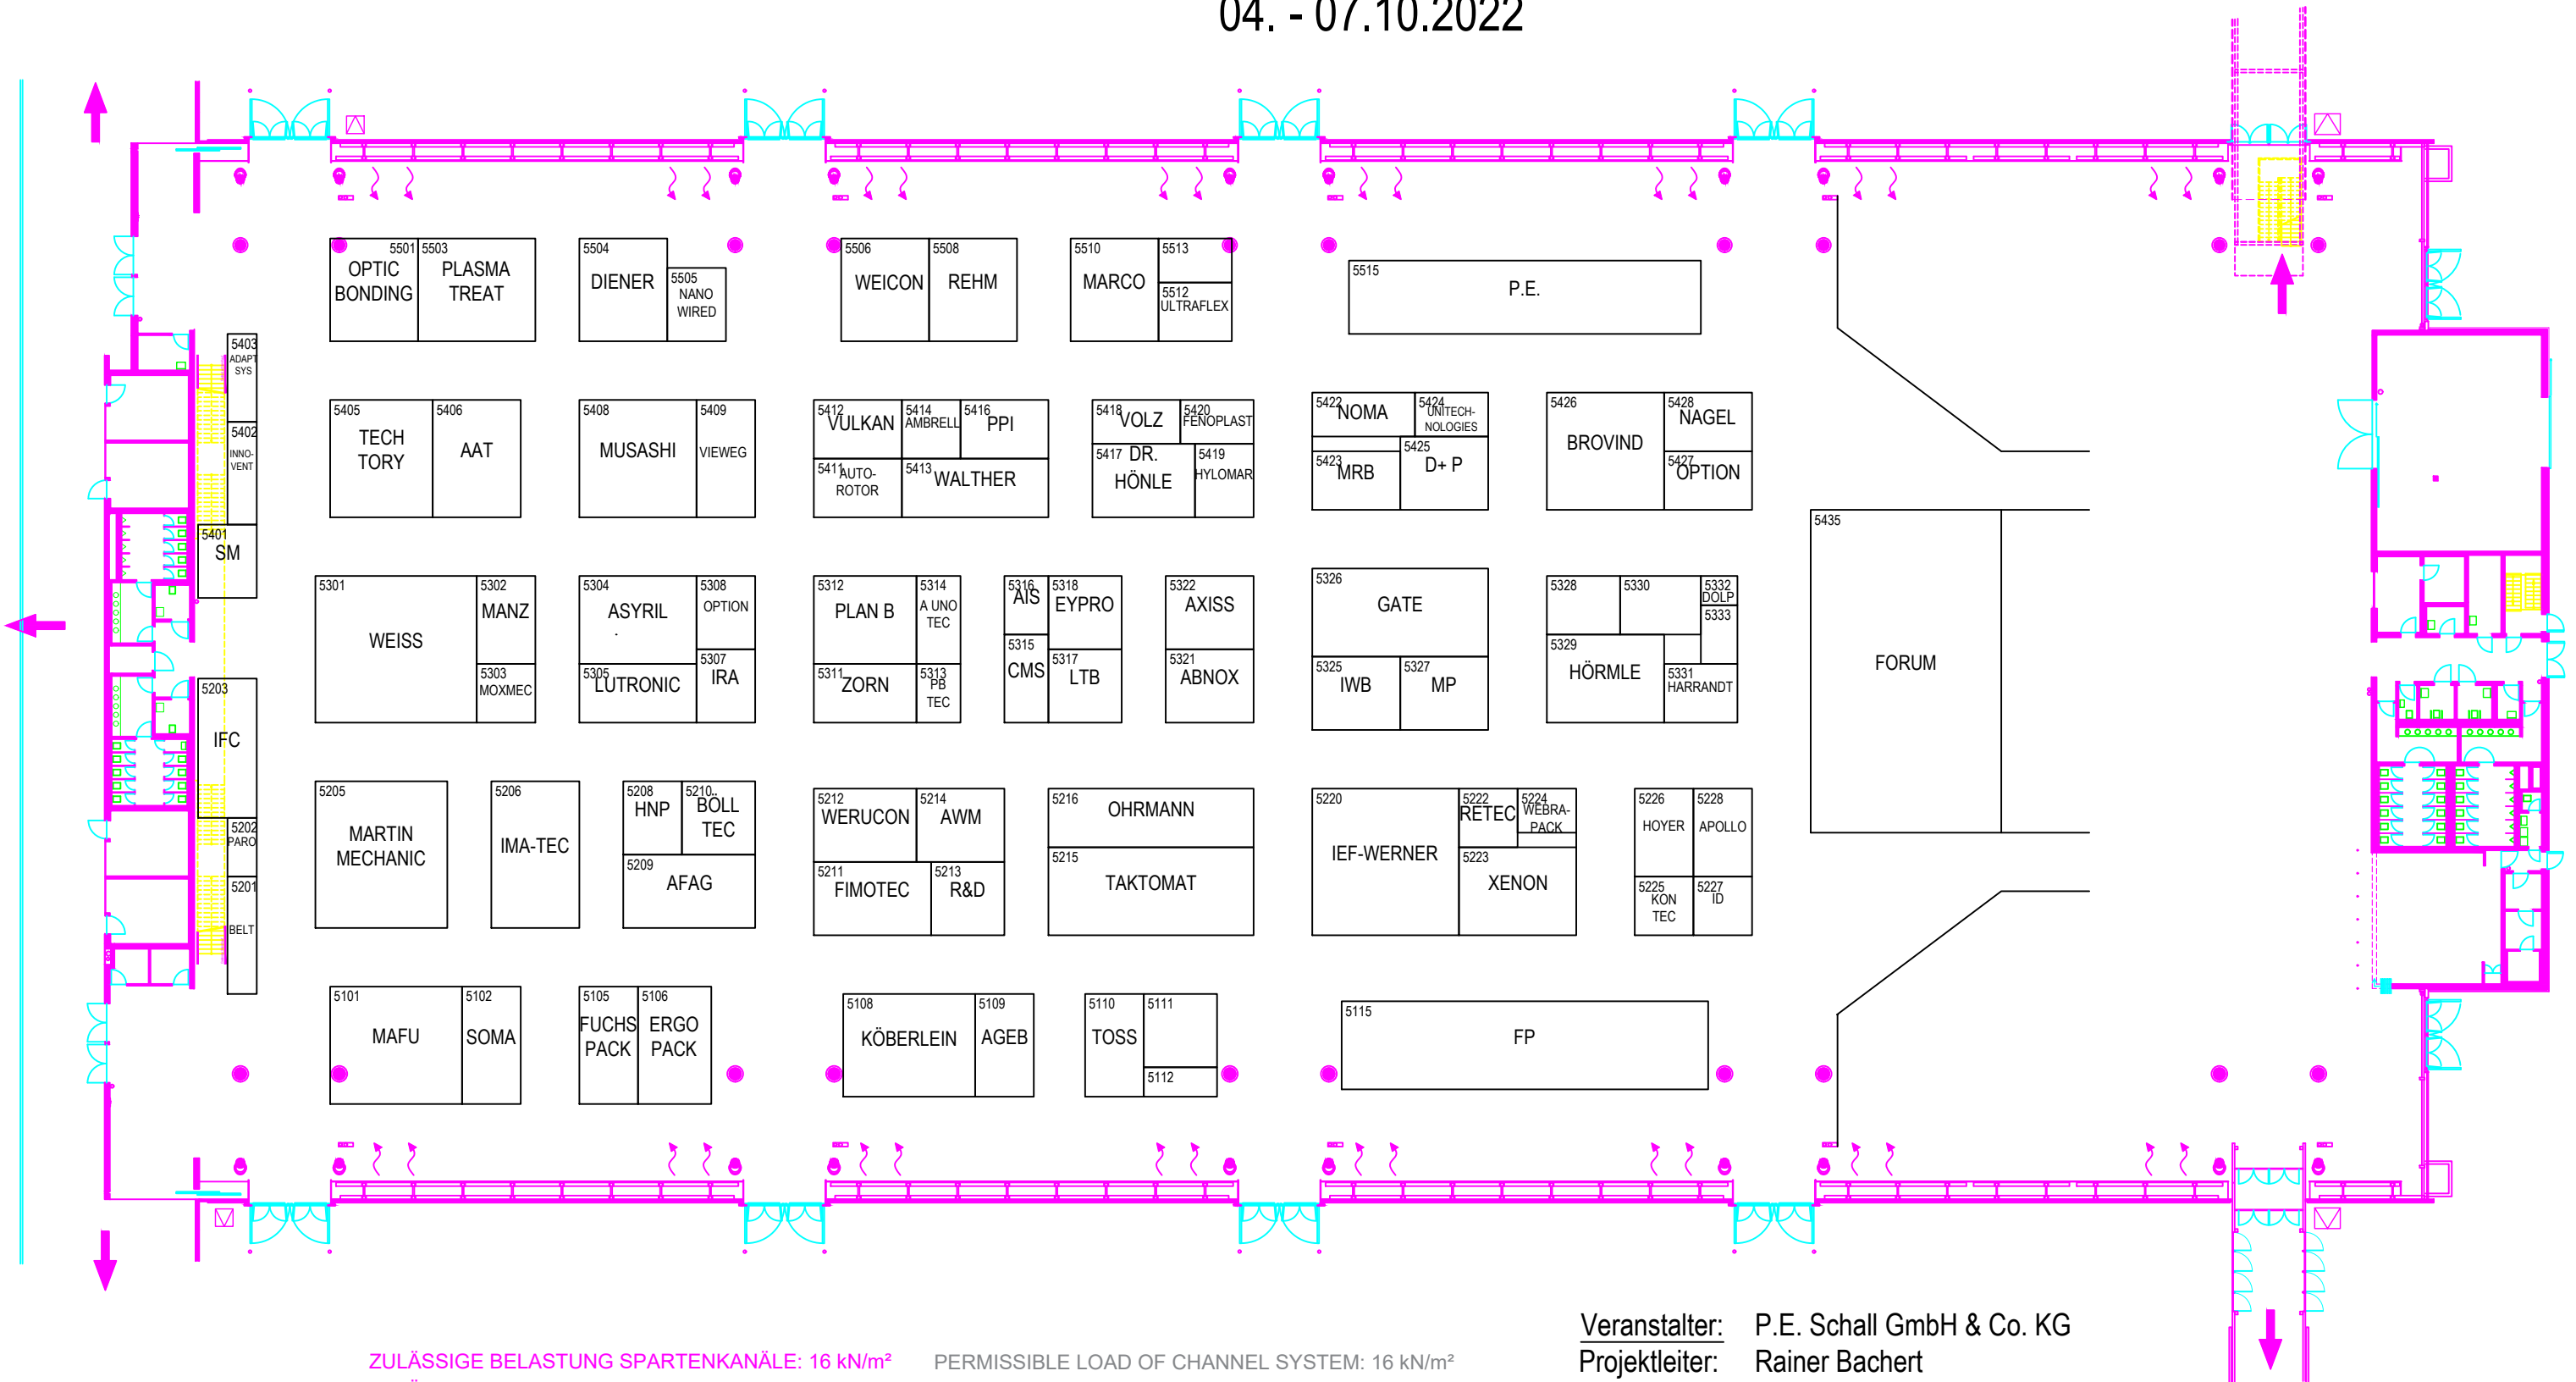 04. - 07.10.2022
5501
OPTIC
BONDING
5503
PLASMA
TREAT
5504
DIENER
5505
NANO
WIRED
5506
WEICON
5508
REHM
5510
MARCO
5513
5512
ULTRAFLEX
5515
P.E.
5403
ADAPT
SYS
5402
INNO-
VENT
5401
SM
5405
TECH
TORY
5406
AAT
5408
MUSASHI
5409
VIEWEG
5412
VULKAN
5414
AMBRELL
5416
PPI
5411
AUTO-
ROTOR
5413
WALTHER
5418
VOLZ
5420
FENOPLAST
5417
DR.
HÖNLE
5419
HYLOMAR
5422
NOMA
5424
UNITECH-
NOLOGIES
5423
MRB
5425
D+ P
5426
BROVIND
5428
NAGEL
5427
OPTION
5435
FORUM
5301
WEISS
5302
MANZ
5303
MOXMEC
5304
ASYRIL
.
5308
OPTION
5305
LUTRONIC
5307
IRA
5312
PLAN B
5314
A UNO
TEC
5311
ZORN
5313
PB
TEC
5316
AIS
5318
EYPRO
5315
CMS
5317
LTB
5322
AXISS
5321
ABNOX
5326
GATE
5325
IWB
5327
MP
5328
5330
5332
DOLP
5333
5329
HÖRMLE
5331
HARRANDT
5203
IFC
5202
PARO
5201
BELT
5205
MARTIN
MECHANIC
5206
IMA-TEC
5208
HNP
5210
BÖLL
TEC
5209
AFAG
5212
WERUCON
5214
AWM
5211
FIMOTEC
5213
R&D
5216
OHRMANN
5215
TAKTOMAT
5220
IEF-WERNER
5222
RETEC
5224
WEBRA-
PACK
5223
XENON
5226
HOYER
5228
APOLLO
5225
KON
TEC
5227
ID
5101
MAFU
5102
SOMA
5105
FUCHS
PACK
5106
ERGO
PACK
5108
KÖBERLEIN
5109
AGEB
5110
TOSS
5111
5112
5115
FP
Veranstalter: P.E. Schall GmbH & Co. KG
Projektleiter: Rainer Bachert
ZULÄSSIGE BELASTUNG SPARTENKANÄLE: 16 kN/m² PERMISSIBLE LOAD OF CHANNEL SYSTEM: 16 kN/m²